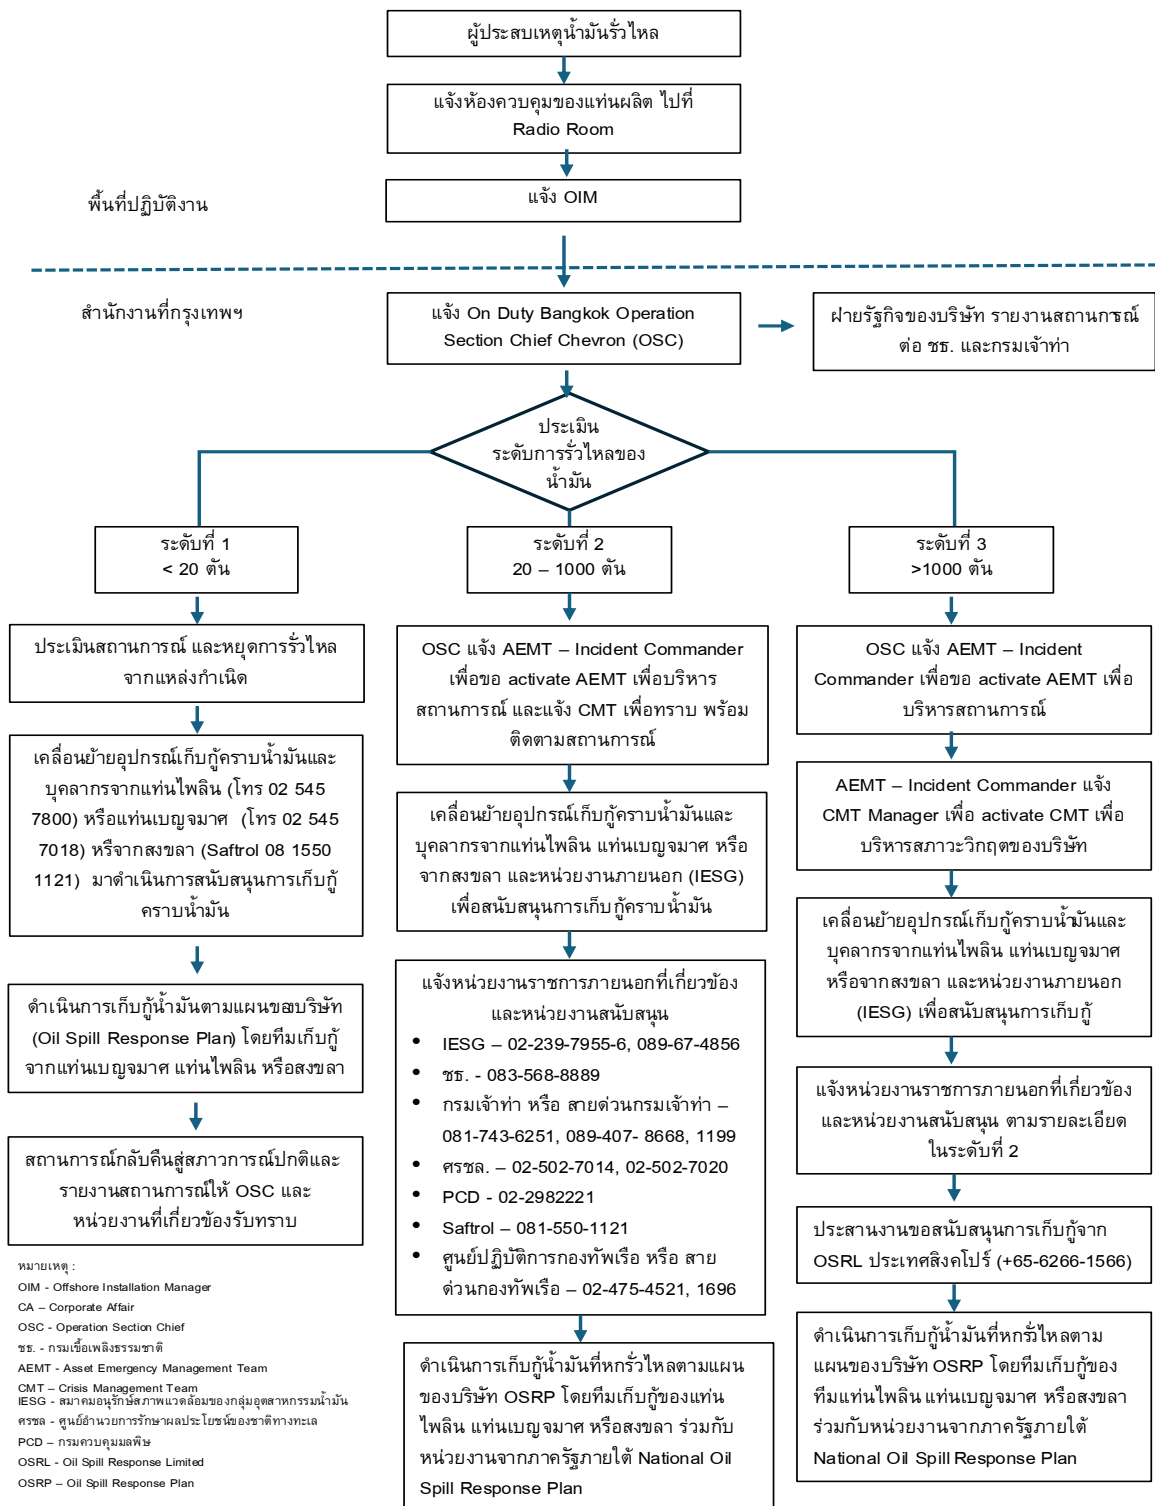 ผู้ประสบเหตุน้ำมันรั่วไหล
แจ้งห้องควบคุมของแท่นผลิต ไปที่
Radio Room
แจ้ง OIM
พื้นที่ปฏิบัติงาน
สำนักงานที่กรุงเทพฯ
แจ้ง On Duty Bangkok Operation
Section Chief Chevron (OSC)
ฝ่ายรัฐกิจของบริษัท รายงานสถานการณ์
ต่อ ชธ. และกรมเจ้าท่า
ประเมิน
ระดับการรั่วไหลของ
น้ำมัน
ระดับที่ 1
< 20 ตัน
ประเมินสถานการณ์ และหยุดการรั่วไหล
จากแหล่งกำเนิด
เคลื่อนย้ายอุปกรณ์เก็บกู้คราบน้ำมันและ
บุคลากรจากแท่นไพลิน (โทร 02 545
7800) หรือแท่นเบญจมาศ (โทร 02 545
7018) หรือจากสงขลา (Saftrol 08 1550
1121) มาดำเนินการสนับสนุนการเก็บกู้
คราบน้ำมัน
ดำเนินการเก็บกู้น้ำมันตามแผนของบริษัท
(Oil Spill Response Plan) โดยทีมเก็บกู้
จากแท่นเบญจมาศ แท่นไพลิน หรือสงขลา
สถานการณ์กลับคืนสู่สภาวการณ์ปกติและ
รายงานสถานการณ์ให้ OSC และ
หน่วยงานที่เกี่ยวข้องรับทราบ
ระดับที่ 2
20 – 1000 ตัน
OSC แจ้ง AEMT – Incident Commander
เพื่อขอ activate AEMT เพื่อบริหาร
สถานการณ์ และแจ้ง CMT เพื่อทราบ พร้อม
ติดตามสถานการณ์
เคลื่อนย้ายอุปกรณ์เก็บกู้คราบน้ำมันและ
บุคลากรจากแท่นไพลิน แท่นเบญจมาศ หรือ
จากสงขลา และหน่วยงานภายนอก (IESG)
เพื่อสนับสนุนการเก็บกู้คราบน้ำมัน
แจ้งหน่วยงานราชการภายนอกที่เกี่ยวข้อง
และหน่วยงานสนับสนุน
• IESG – 02-239-7955-6, 089-67-4856
• ชธ. - 083-568-8889
• กรมเจ้าท่า หรือ สายด่วนกรมเจ้าท่า –
081-743-6251, 089-407- 8668, 1199
• ศรชล. – 02-502-7014, 02-502-7020
• PCD - 02-2982221
• Saftrol – 081-550-1121
• ศูนย์ปฏิบัติการกองทัพเรือ หรือ สาย
ด่วนกองทัพเรือ – 02-475-4521, 1696
ดำเนินการเก็บกู้น้ำมันที่หกรั่วไหลตามแผน
ของบริษัท OSRP โดยทีมเก็บกู้ของแท่น
ไพลิน แท่นเบญจมาศ หรือสงขลา ร่วมกับ
หน่วยงานจากภาครัฐภายใต้ National Oil
Spill Response Plan
ระดับที่ 3
>1000 ตัน
OSC แจ้ง AEMT – Incident
Commander เพื่อขอ activate AEMT เพื่อ
บริหารสถานการณ์
AEMT – Incident Commander แจ้ง
CMT Manager เพื่อ activate CMT เพื่อ
บริหารสภาวะวิกฤตของบริษัท
เคลื่อนย้ายอุปกรณ์เก็บกู้คราบน้ำมันและ
บุคลากรจากแท่นไพลิน แท่นเบญจมาศ
หรือจากสงขลา และหน่วยงานภายนอก
(IESG) เพื่อสนับสนุนการเก็บกู้
แจ้งหน่วยงานราชการภายนอกที่เกี่ยวข้อง
และหน่วยงานสนับสนุน ตามรายละเอียด
ในระดับที่ 2
ประสานงานขอสนับสนุนการเก็บกู้จาก
OSRL ประเทศสิงคโปร์ (+65-6266-1566)
ดำเนินการเก็บกู้น้ำมันที่หกรั่วไหลตาม
แผนของบริษัท OSRP โดยทีมเก็บกู้ของ
ทีมแท่นไพลิน แท่นเบญจมาศ หรือสงขลา
ร่วมกับหน่วยงานจากภาครัฐภายใต้
National Oil Spill Response Plan
หมายเหตุ :
OIM - Offshore Installation Manager
CA – Corporate Affair
OSC - Operation Section Chief
ชธ. - กรมเชื้อเพลิงธรรมชาติ
AEMT - Asset Emergency Management Team
CMT – Crisis Management Team
IESG - สมาคมอนุรักษ์สภาพแวดล้อมของกลุ่มอุตสาหกรรมน้ำมัน
ศรชล - ศูนย์อำนวยการรักษาผลประโยชน์ของชาติทางทะเล
PCD – กรมควบคุมมลพิษ
OSRL - Oil Spill Response Limited
OSRP – Oil Spill Response Plan